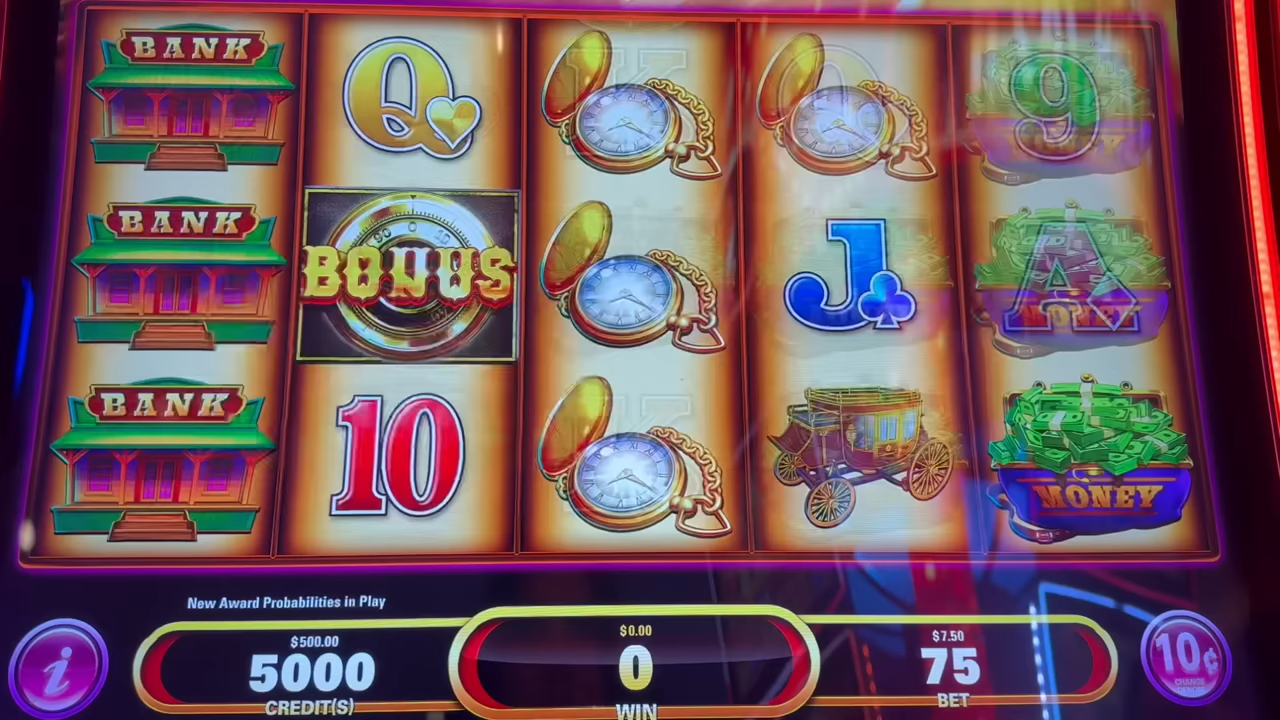 BANK
Q
9
BANK
BONUS
J
A
MONEY
BANK
10
MONEY
New Award Probabilities in Play
$500.00
5000
CREDIT(S)
$0.00
0
WIN
$7.50
75
BET
i
10¢
CHANGE